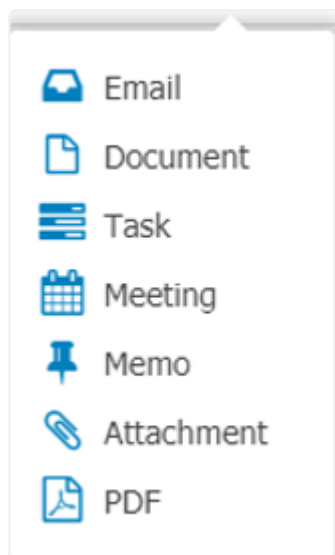 Email
Document
Task
Meeting
Memo
Attachment
PDF